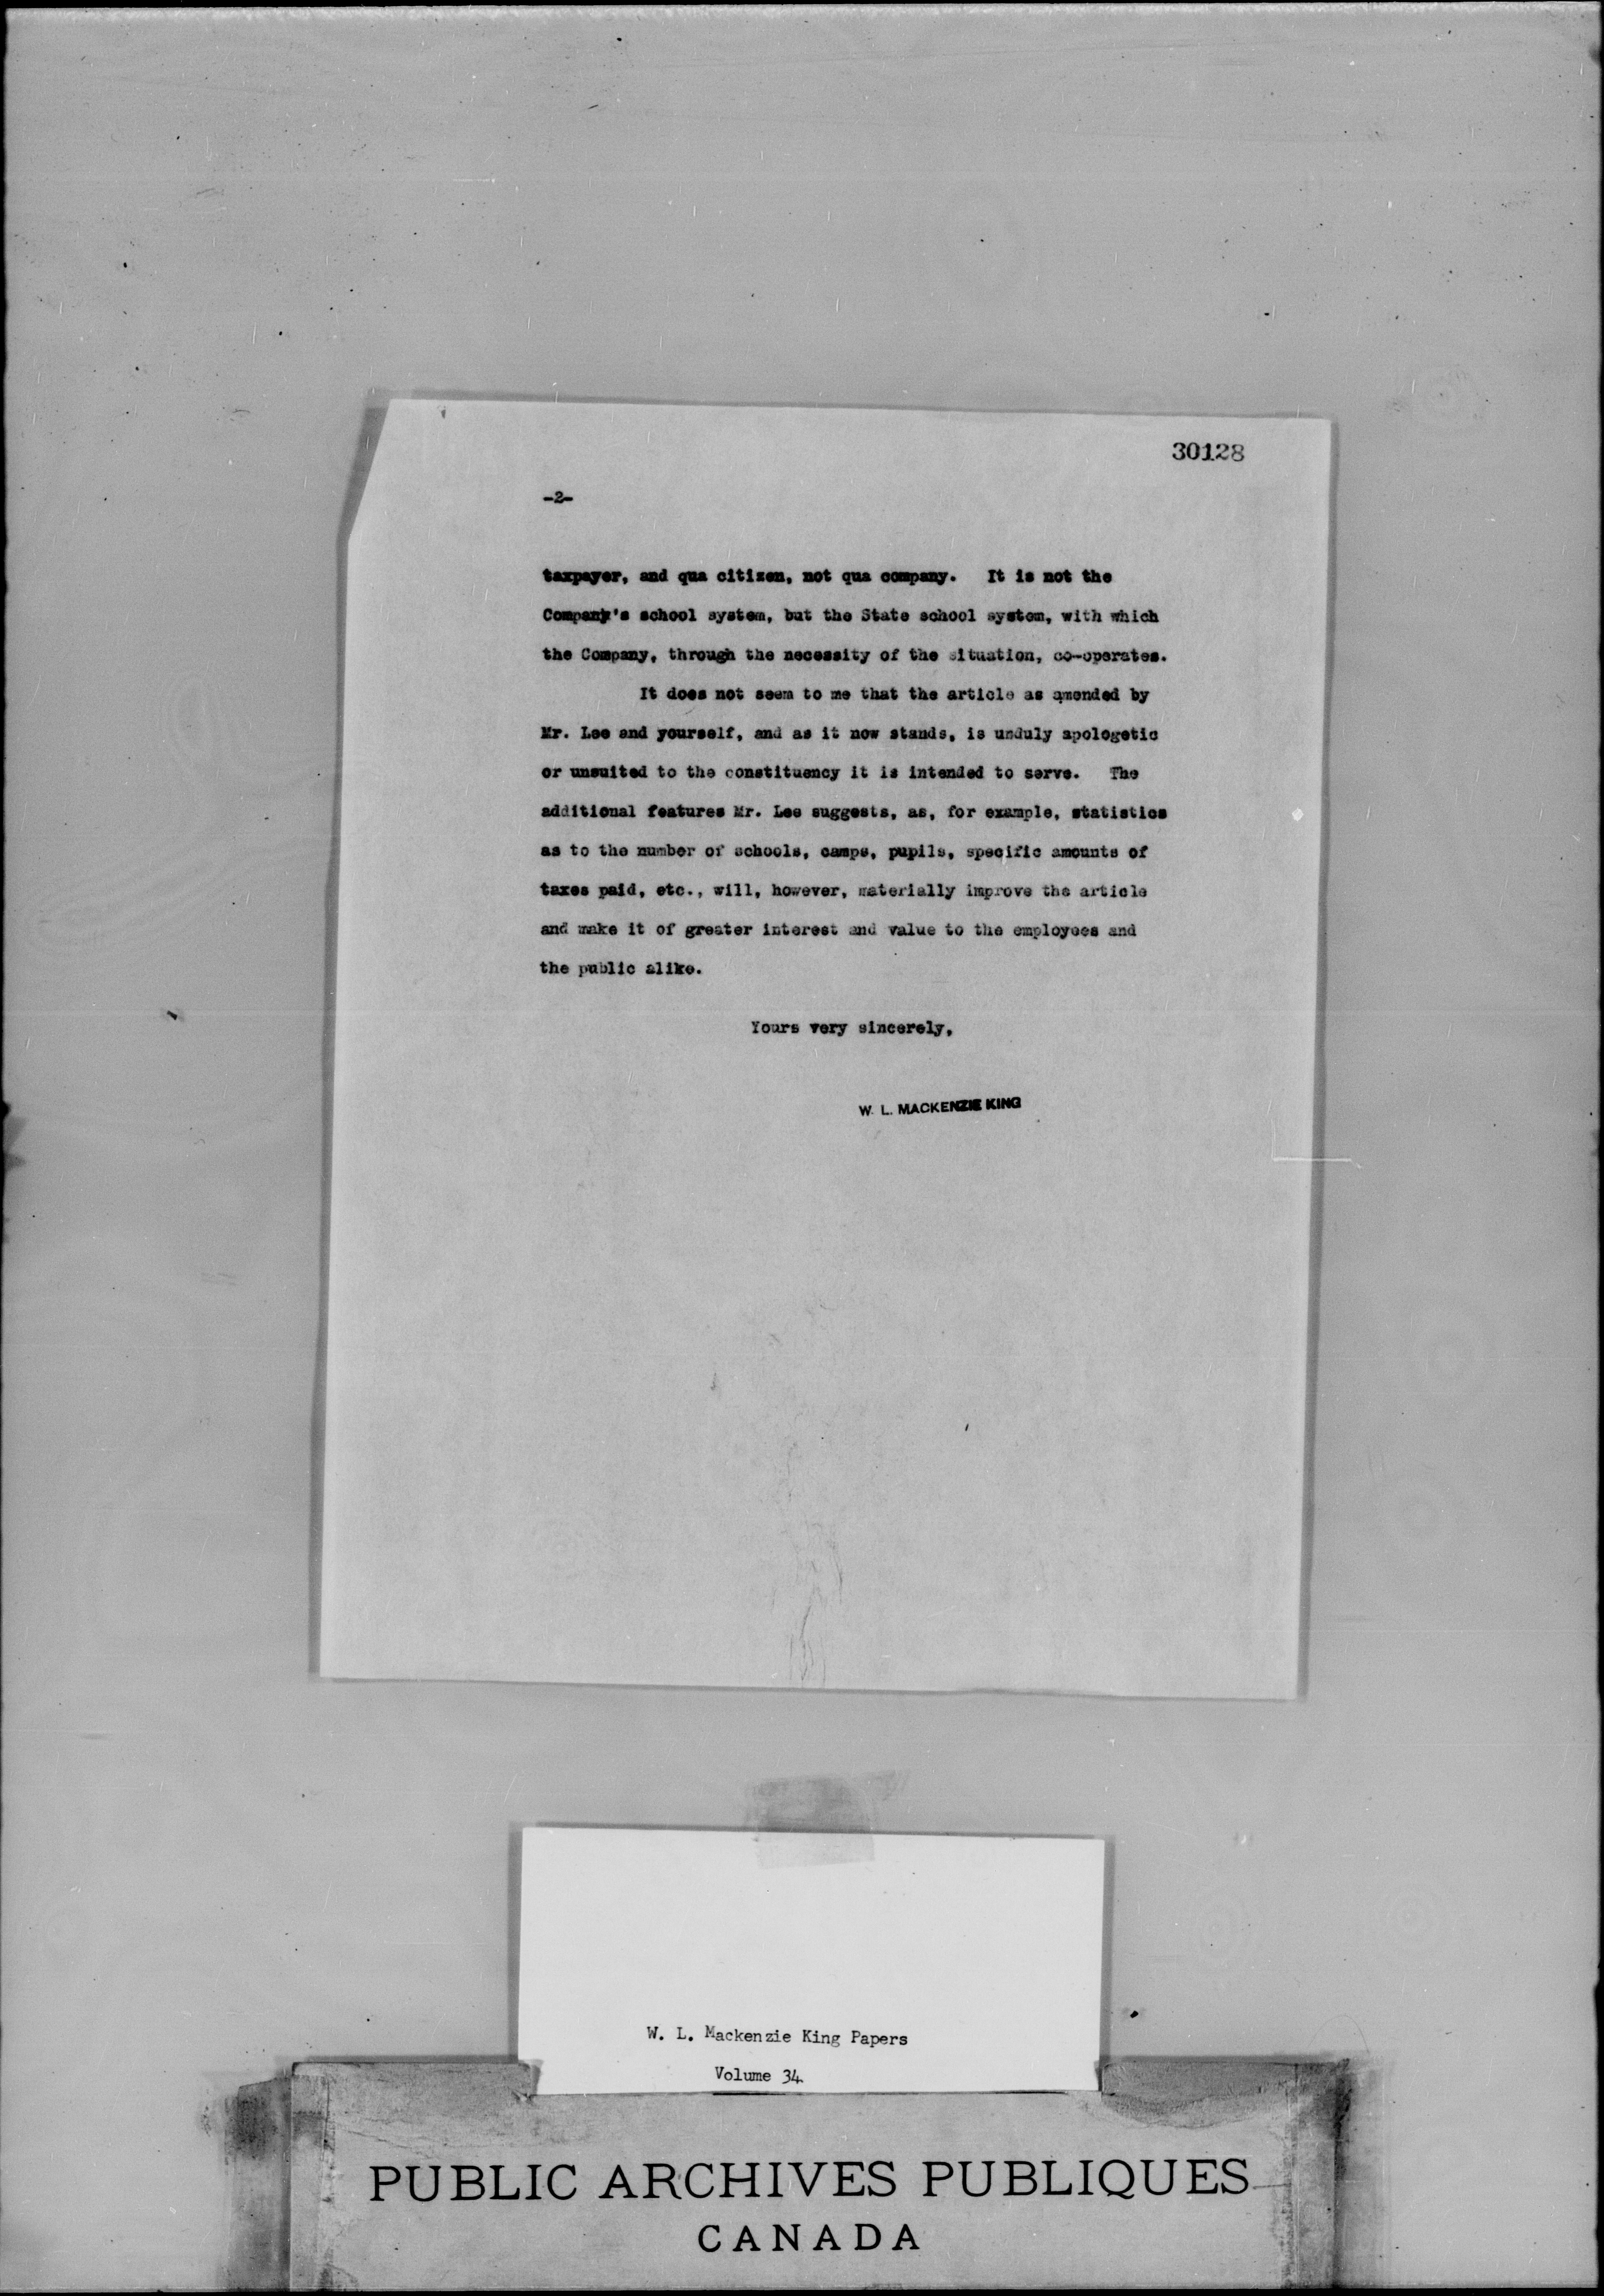 30128
-2-
taxpayer, and qua citizen, not qua company. It is not the
Company's school system, but the State school system, with which
the Company, through the necessity of the situation, co-operates.
It does not seem to me that the article as amended by
Mr. Lee and yourself, and as it now stands, is unduly apologetic
or unsuited to the constituency it is intended to serve. The
additional features Mr. Lee suggests, as, for example, statistics
as to the number of schools, camps, pupils, specific amounts of
taxes paid, etc., will, however, materially improve the article
and make it of greater interest and value to the employees and
the public alike.
Yours very sincerely,
W. L. MACKENZIE KING
W. L. Mackenzie King Papers
Volume 34
PUBLIC ARCHIVES PUBLIQUES
CANADA